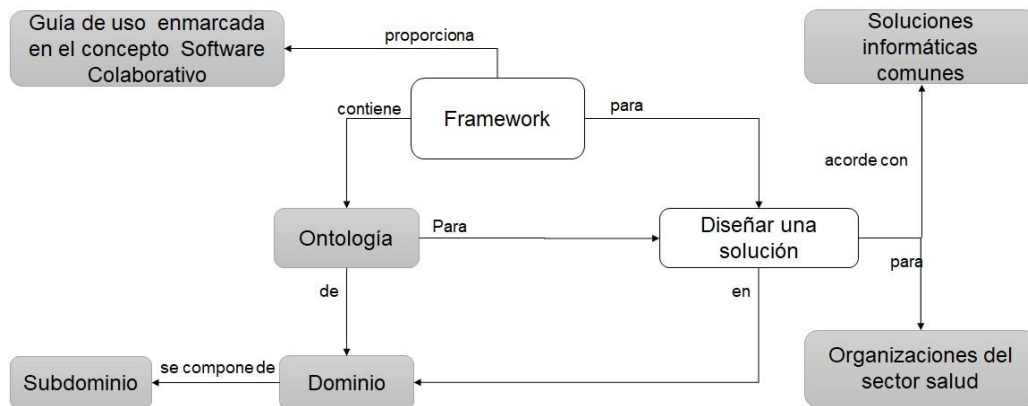 Guía de uso enmarcada
en el concepto Software
Colaborativo
proporciona
Soluciones
informáticas
comunes
contiene
Framework
para
acorde con
Ontología
Para
Diseñar una
solución
para
de
en
Subdominio
se compone de
Dominio
Organizaciones del
sector salud